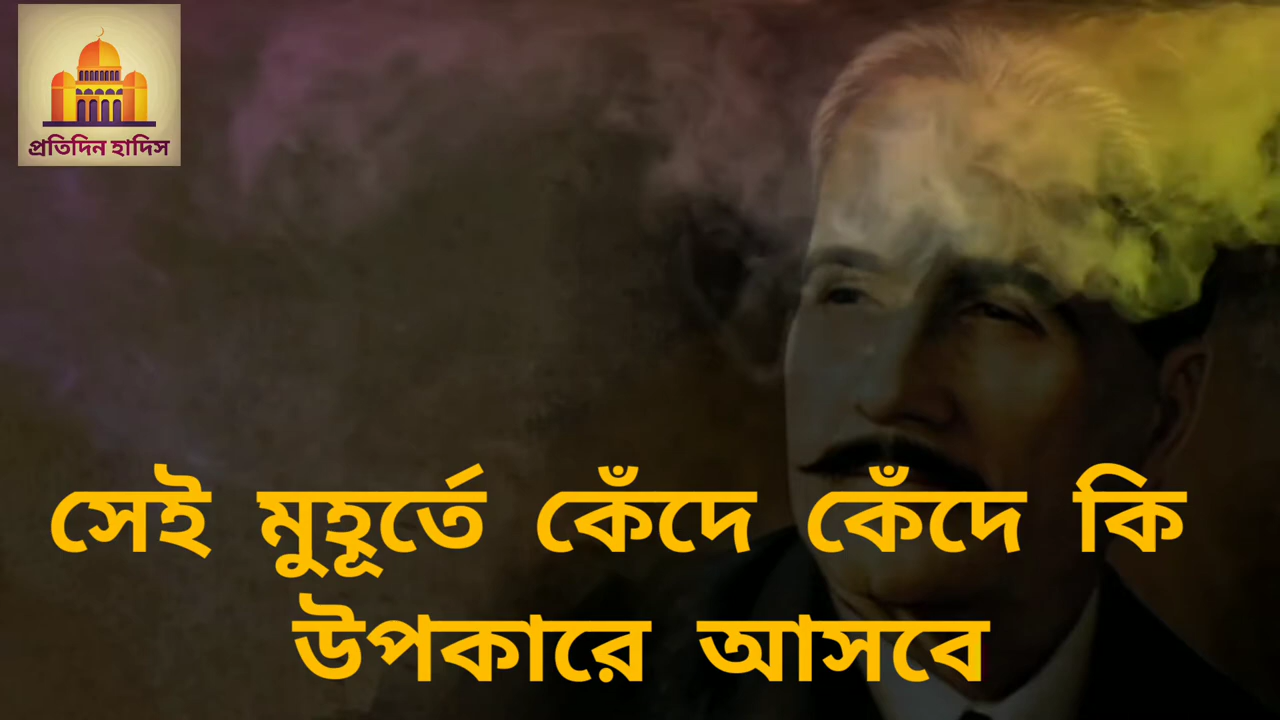 প্রতিদিন হাদিস
সেই মুহূর্তে কেঁদে কেঁদে কি
উপকারে আসবে